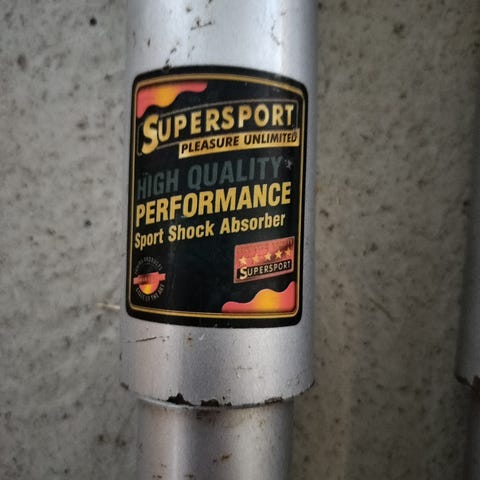 SUPERSPORT
PLEASURE UNLIMITED
HIGH QUALITY
PERFORMANCE
Sport Shock Absorber
SUPERSPORT